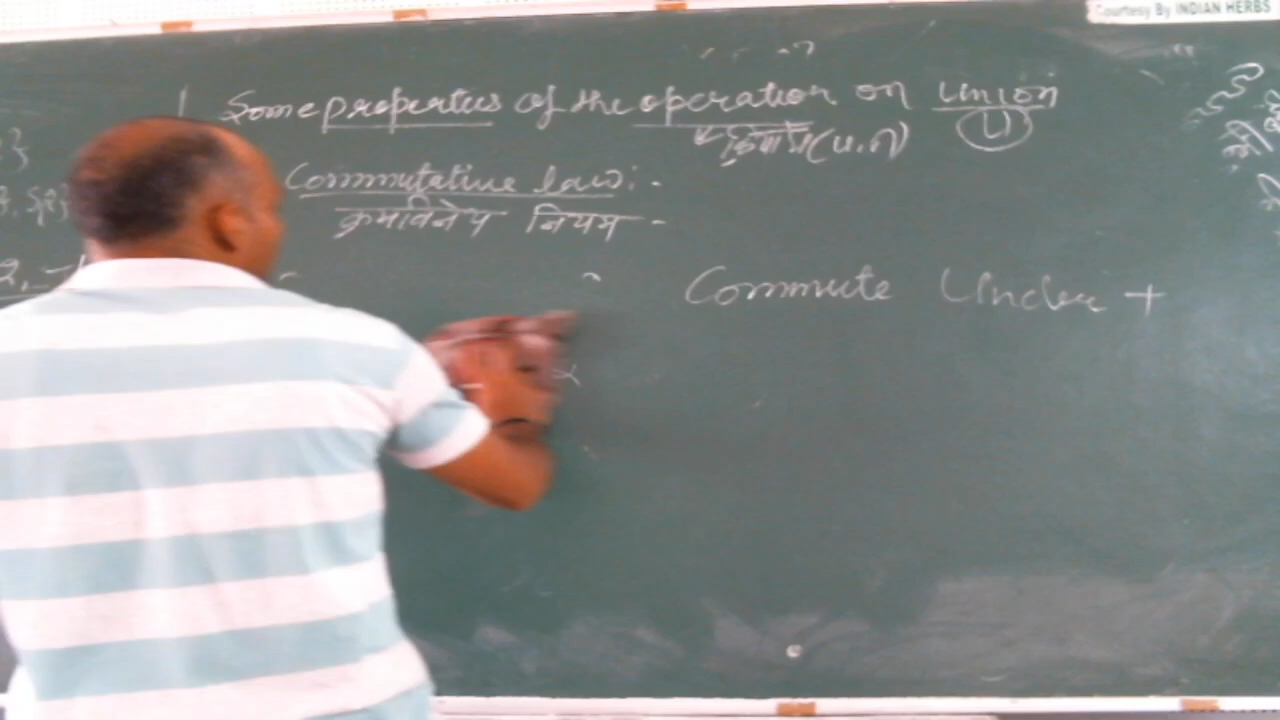 Courtesy By INDIAN HERBS
Some properties of the operation on Union
(U.∩) U
Commutative law :-
क्रमविनिमेय नियम -
Commute Under +